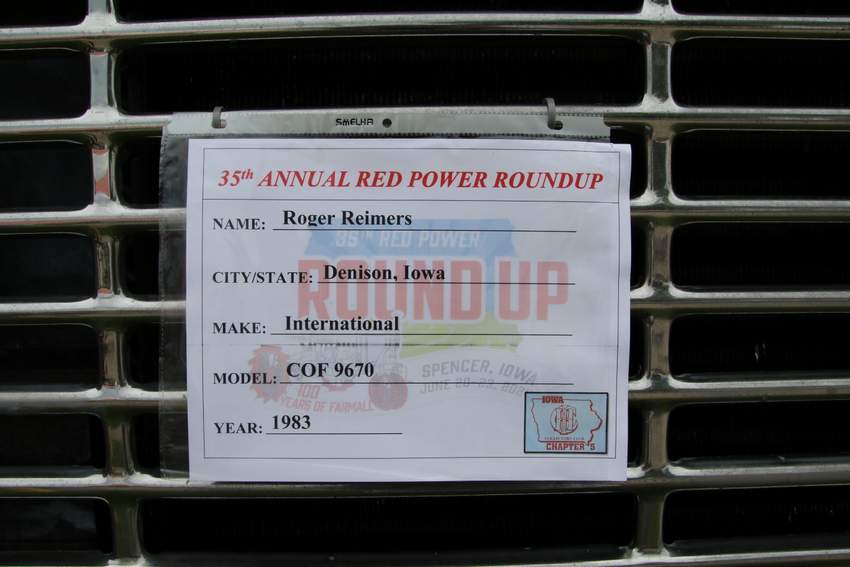 SMELHA
35th ANNUAL RED POWER ROUNDUP
NAME: Roger Reimers
35TH RED POWER
CITY/STATE: Denison, Iowa
ROUND UP
MAKE: International
SPENCER, IOWA
MODEL: COF 9670
100
YEARS OF FARMALL
IOWA
YEAR: 1983
CHAPTER